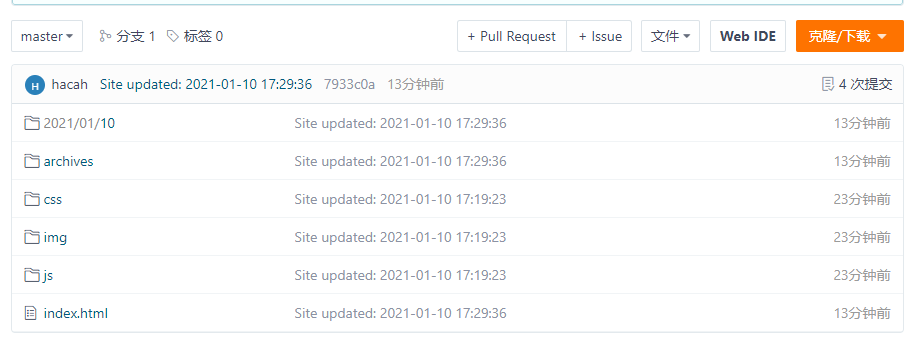 master 分支 1 标签 0 + Pull Request + Issue 文件 Web IDE 克隆/下载
H hacah Site updated: 2021-01-10 17:29:36 7933c0a 13分钟前 4 次提交
2021/01/10 Site updated: 2021-01-10 17:29:36 13分钟前
archives Site updated: 2021-01-10 17:29:36 13分钟前
css Site updated: 2021-01-10 17:19:23 23分钟前
img Site updated: 2021-01-10 17:19:23 23分钟前
js Site updated: 2021-01-10 17:19:23 23分钟前
index.html Site updated: 2021-01-10 17:29:36 13分钟前